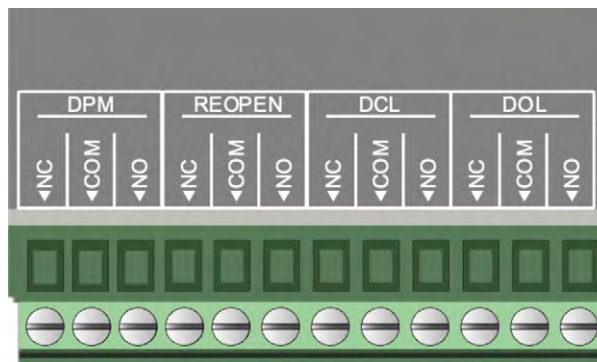 DPM REOPEN DCL DOL
◄NC ◄COM ◄NO ◄NC ◄COM ◄NO ◄NC ◄COM ◄NO ◄NC ◄COM ◄NO